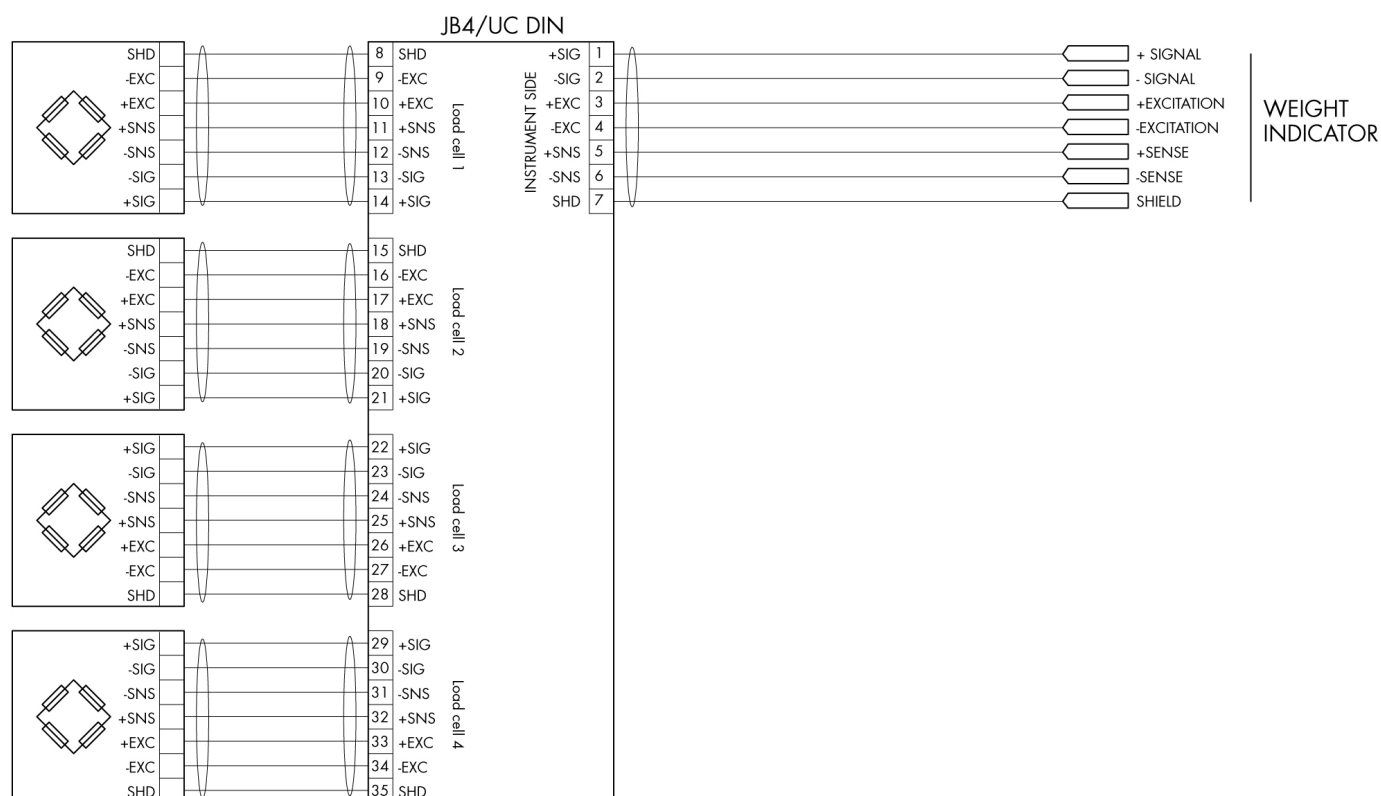 JB4/UC DIN
SHD 8 SHD +SIG 1 + SIGNAL
-EXC 9 -EXC -SIG 2 - SIGNAL
+EXC 10 +EXC +EXC 3 +EXCITATION
+SNS 11 +SNS -EXC 4 -EXCITATION
-SNS 12 -SNS +SNS 5 +SENSE
-SIG 13 -SIG -SNS 6 -SENSE
+SIG 14 +SIG SHD 7 SHIELD
Load cell 1
INSTRUMENT SIDE
WEIGHT
INDICATOR
SHD 15 SHD
-EXC 16 -EXC
+EXC 17 +EXC
+SNS 18 +SNS
-SNS 19 -SNS
-SIG 20 -SIG
+SIG 21 +SIG
Load cell 2
+SIG 22 +SIG
-SIG 23 -SIG
-SNS 24 -SNS
+SNS 25 +SNS
+EXC 26 +EXC
-EXC 27 -EXC
SHD 28 SHD
Load cell 3
+SIG 29 +SIG
-SIG 30 -SIG
-SNS 31 -SNS
+SNS 32 +SNS
+EXC 33 +EXC
-EXC 34 -EXC
SHD 35 SHD
Load cell 4